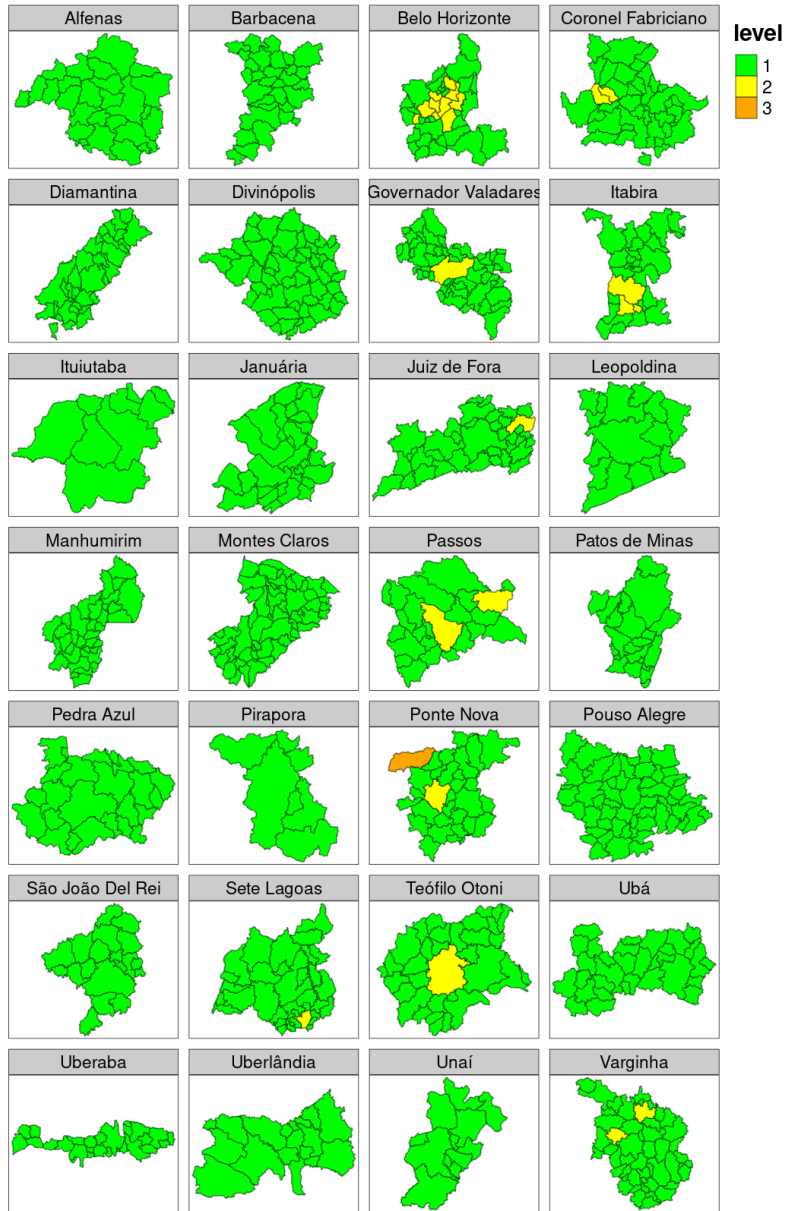 Alfenas
Barbacena
Belo Horizonte
Coronel Fabriciano
level
1
2
3
Diamantina
Divinópolis
Governador Valadares
Itabira
Ituiutaba
Januária
Juiz de Fora
Leopoldina
Manhumirim
Montes Claros
Passos
Patos de Minas
Pedra Azul
Pirapora
Ponte Nova
Pouso Alegre
São João Del Rei
Sete Lagoas
Teófilo Otoni
Ubá
Uberaba
Uberlândia
Unaí
Varginha